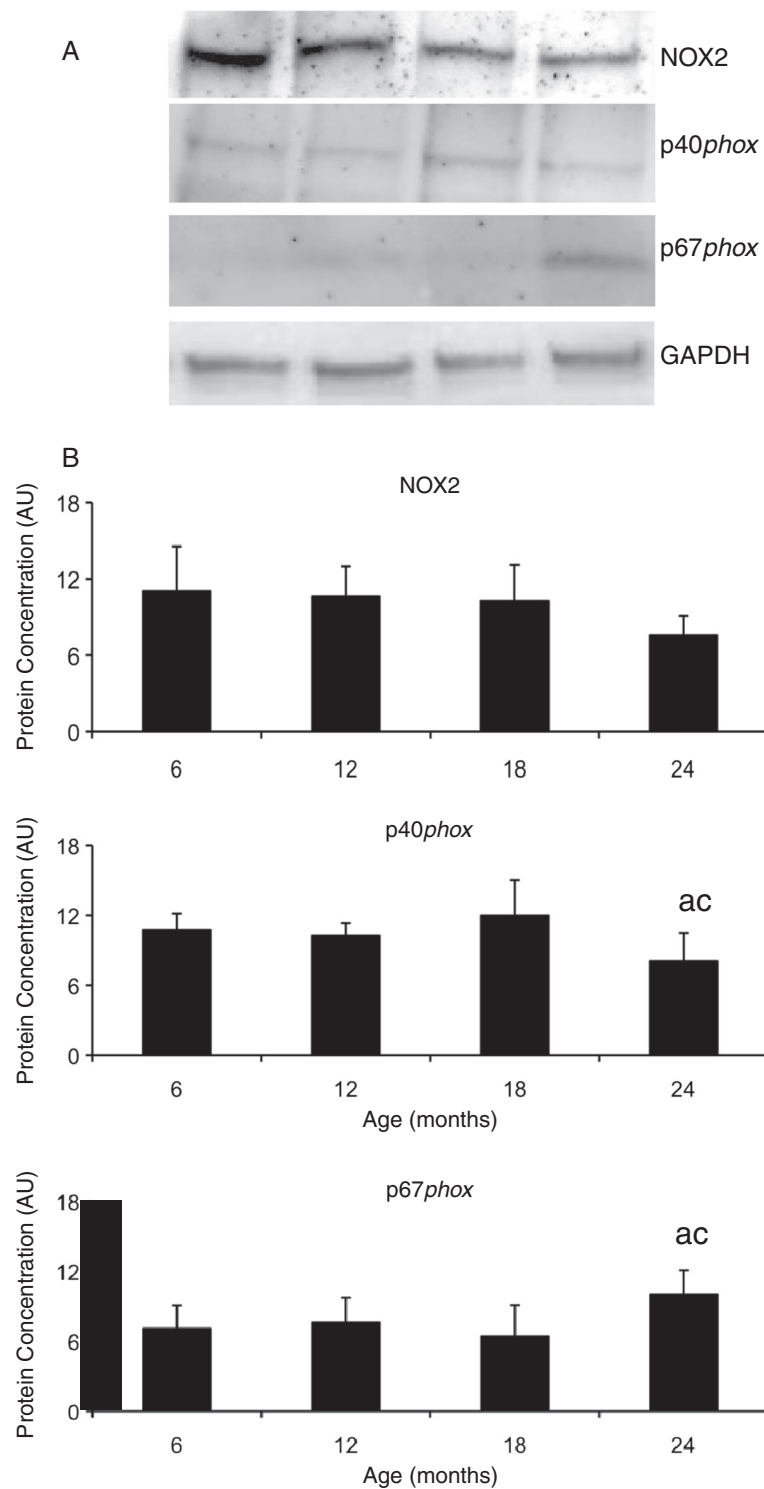 A
NOX2
p40phox
p67phox
GAPDH
B
NOX2
Protein Concentration (AU)
18
12
6
0
6 12 18 24
p40phox
Protein Concentration (AU)
18
12
6
0
ac
6 12 18 24
Age (months)
p67phox
Protein Concentration (AU)
18
12
6
0
ac
6 12 18 24
Age (months)